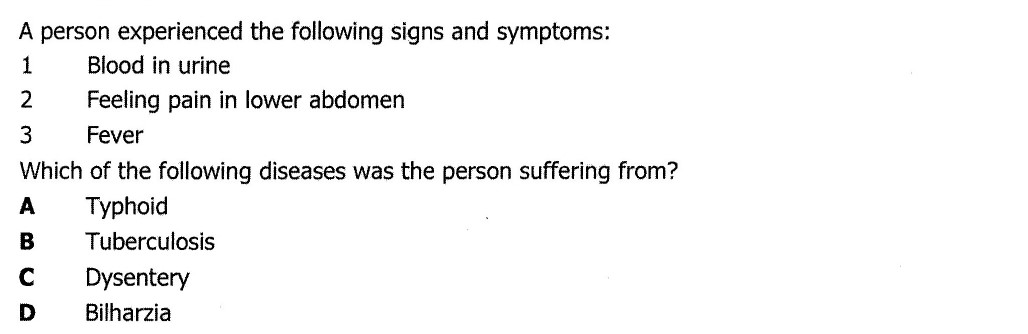 A person experienced the following signs and symptoms:
1 Blood in urine
2 Feeling pain in lower abdomen
3 Fever
Which of the following diseases was the person suffering from?
A Typhoid
B Tuberculosis
C Dysentery
D Bilharzia